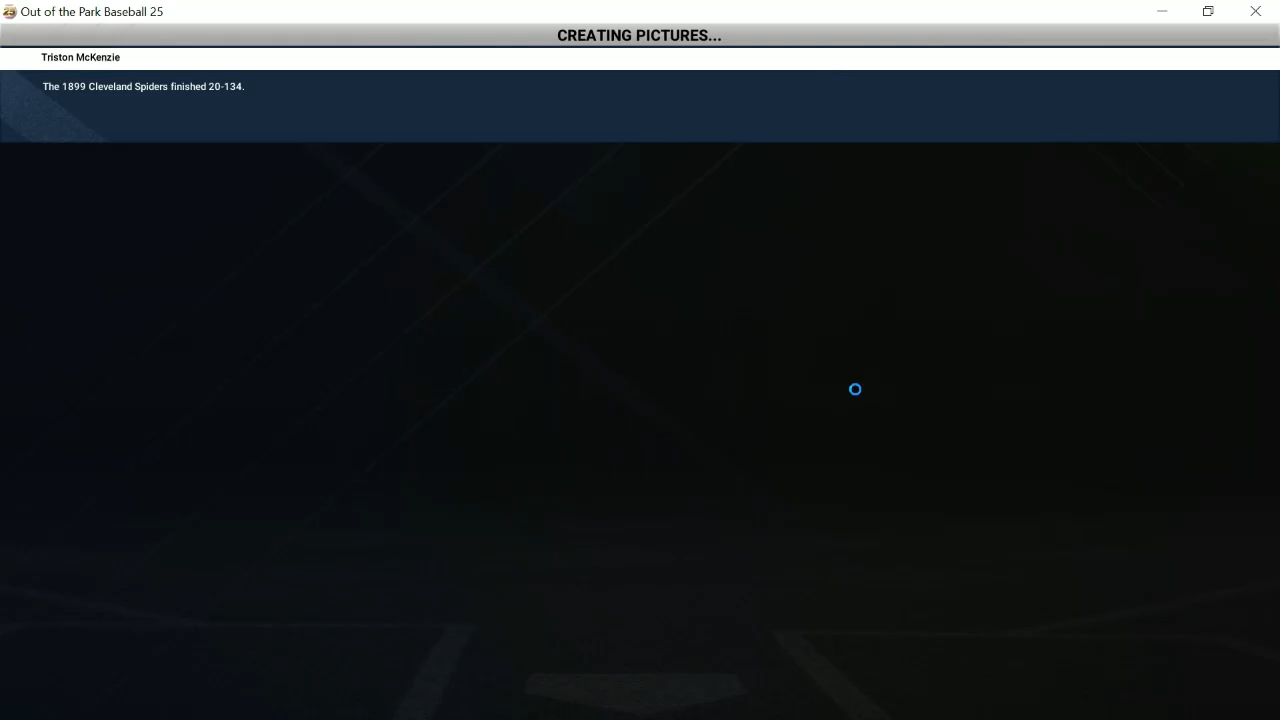 Out of the Park Baseball 25
CREATING PICTURES...
Triston McKenzie
The 1899 Cleveland Spiders finished 20-134.